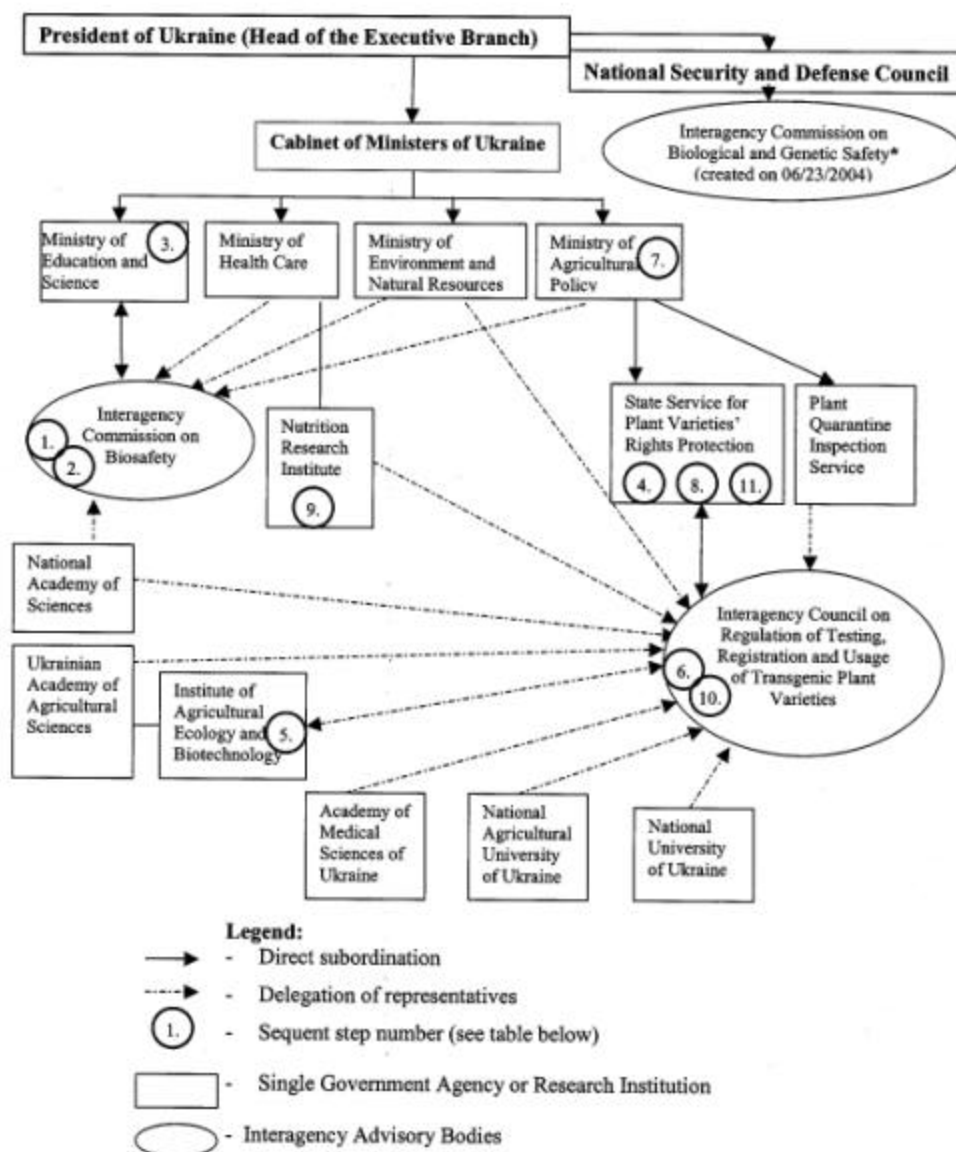 President of Ukraine (Head of the Executive Branch)
National Security and Defense Council
Cabinet of Ministers of Ukraine
Interagency Commission on
Biological and Genetic Safety*
(created on 06/23/2004)
Ministry of
Education and
Science
3.
Ministry of
Health Care
Ministry of
Environment and
Natural Resources
Ministry of
Agricultural
Policy
7.
Interagency
Commission on
Biosafety
1.
2.
Nutrition
Research
Institute
9.
State Service for
Plant Varieties'
Rights Protection
4.
8.
11.
Plant
Quarantine
Inspection
Service
National
Academy of
Sciences
Interagency Council on
Regulation of Testing,
Registration and Usage
of Transgenic Plant
Varieties
6.
10.
Ukrainian
Academy of
Agricultural
Sciences
Institute of
Agricultural
Ecology and
Biotechnology
5.
Academy of
Medical
Sciences of
Ukraine
National
Agricultural
University
of Ukraine
National
University
of Ukraine
Legend:
- Direct subordination
- Delegation of representatives
1. - Sequent step number (see table below)
- Single Government Agency or Research Institution
- Interagency Advisory Bodies